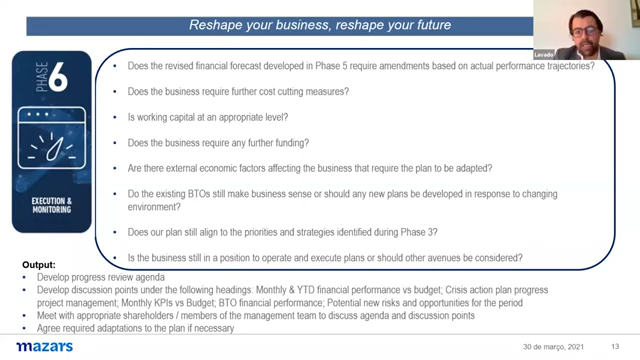 Reshape your business, reshape your future
Lavado
PHASE 6
EXECUTION &
MONITORING
• Does the revised financial forecast developed in Phase 5 require amendments based on actual performance trajectories?
• Does the business require further cost cutting measures?
• Is working capital at an appropriate level?
• Does the business require any further funding?
• Are there external economic factors affecting the business that require the plan to be adapted?
• Do the existing BTOs still make business sense or should any new plans be developed in response to changing
environment?
• Does our plan still align to the priorities and strategies identified during Phase 3?
• Is the business still in a position to operate and execute plans or should other avenues be considered?
Output:
• Develop progress review agenda
• Develop discussion points under the following headings: Monthly & YTD financial performance vs budget; Crisis action plan progress
project management; Monthly KPIs vs Budget; BTO financial performance; Potential new risks and opportunities for the period
• Meet with appropriate shareholders / members of the management team to discuss agenda and discussion points
• Agree required adaptations to the plan if necessary
mazars
30 de março, 2021
13